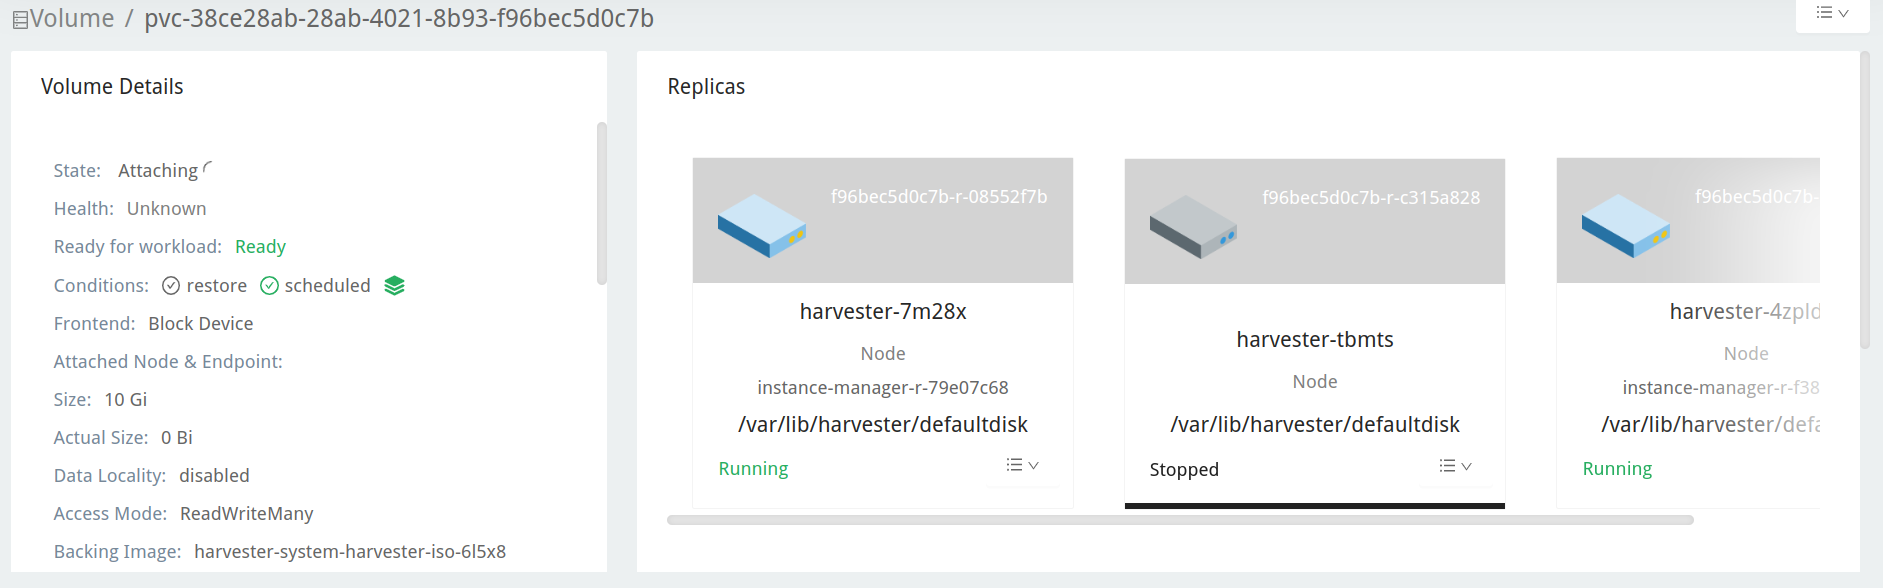 Volume / pvc-38ce28ab-28ab-4021-8b93-f96bec5d0c7b
Volume Details
State: Attaching
Health: Unknown
Ready for workload: Ready
Conditions: restore scheduled
Frontend: Block Device
Attached Node & Endpoint:
Size: 10 Gi
Actual Size: 0 Bi
Data Locality: disabled
Access Mode: ReadWriteMany
Backing Image: harvester-system-harvester-iso-6l5x8
Replicas
f96bec5d0c7b-r-08552f7b
harvester-7m28x
Node
instance-manager-r-79e07c68
/var/lib/harvester/defaultdisk
Running
f96bec5d0c7b-r-c315a828
harvester-tbmts
Node
/var/lib/harvester/defaultdisk
Stopped
f96bec5d0c7b-
harvester-4zpld
Node
instance-manager-r-f38
/var/lib/harvester/defa
Running